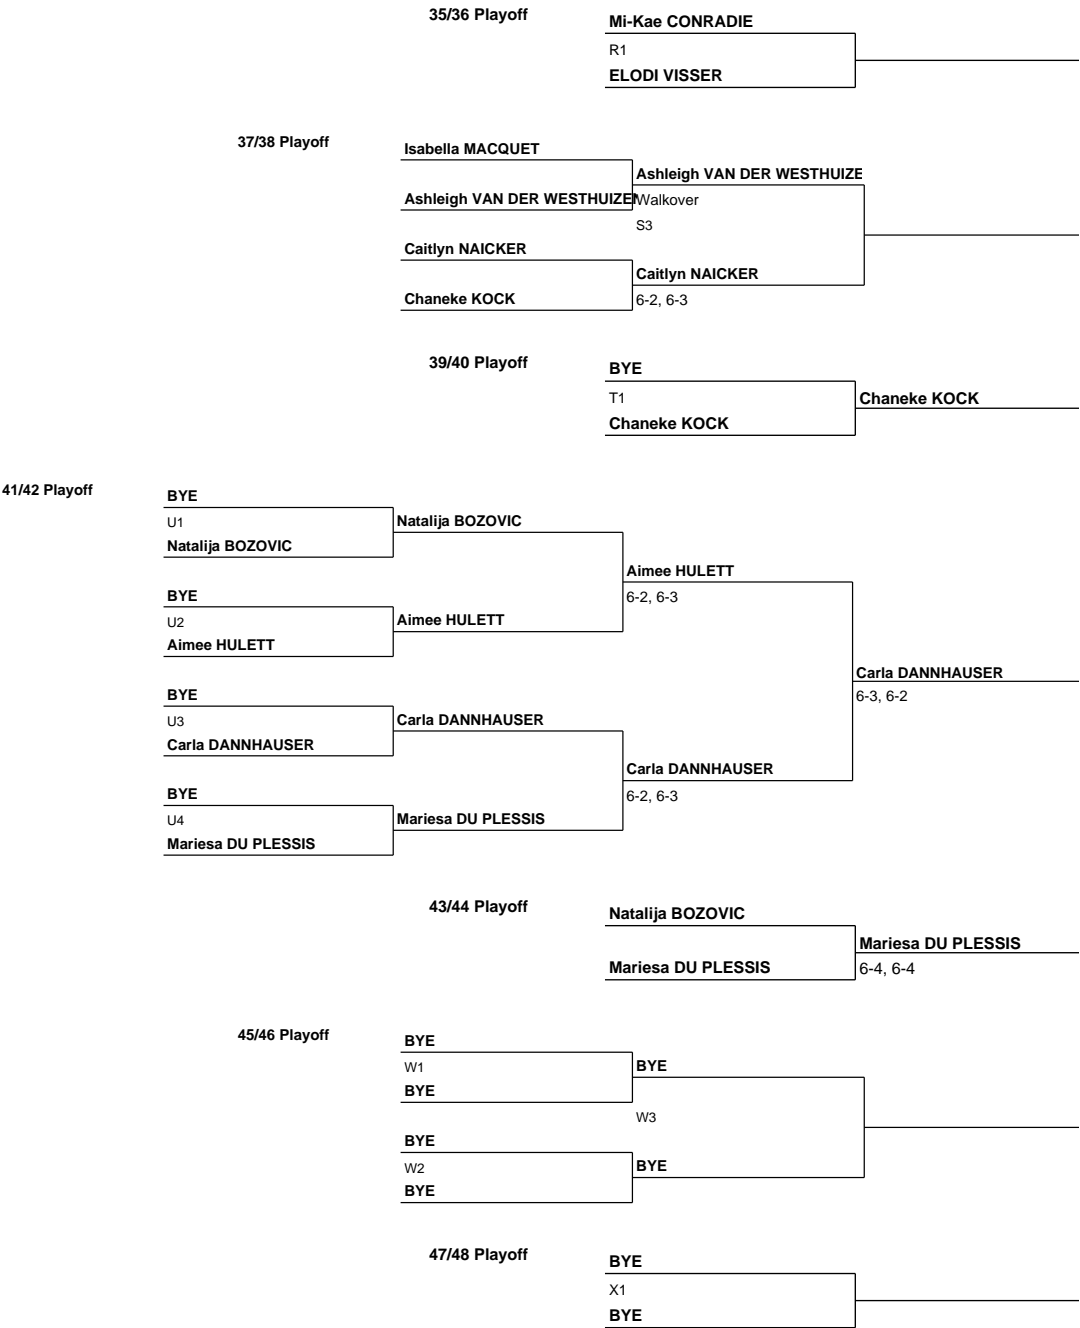 35/36 Playoff
Mi-Kae CONRADIE
R1
ELODI VISSER
37/38 Playoff
Isabella MACQUET
Ashleigh VAN DER WESTHUIZE
Ashleigh VAN DER WESTHUIZEN
Walkover
S3
Caitlyn NAICKER
Caitlyn NAICKER
Chaneke KOCK
6-2, 6-3
39/40 Playoff
BYE
T1
Chaneke KOCK
Chaneke KOCK
41/42 Playoff
BYE
U1
Natalija BOZOVIC
Natalija BOZOVIC
Aimee HULETT
BYE
6-2, 6-3
U2
Aimee HULETT
Aimee HULETT
Carla DANNHAUSER
BYE
6-3, 6-2
U3
Carla DANNHAUSER
Carla DANNHAUSER
Carla DANNHAUSER
BYE
6-2, 6-3
U4
Mariesa DU PLESSIS
Mariesa DU PLESSIS
43/44 Playoff
Natalija BOZOVIC
Mariesa DU PLESSIS
Mariesa DU PLESSIS
6-4, 6-4
45/46 Playoff
BYE
W1
BYE
BYE
W3
BYE
W2
BYE
BYE
47/48 Playoff
BYE
X1
BYE